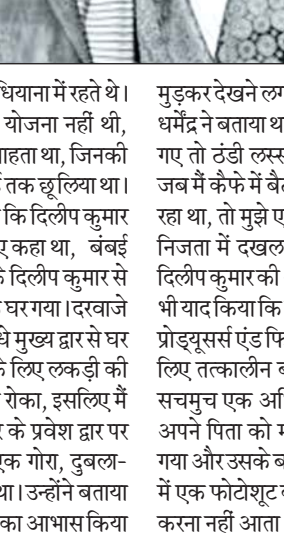 धियाना में रहते थे।
योजना नहीं थी,
ाहता था, जिनकी
तक छू लिया था।
कि दिलीप कुमार
ए कहा था, बंबई
दिलीप कुमार से
घर गया। दरवाजे
धे मुख्य द्वार से घर
लिए लकड़ी की
रोका, इसलिए मैं
के प्रवेश द्वार पर
एक गोरा, दुबला-
था। उन्होंने बताया
का आभास किया
मुड़कर देखने लग
धर्मेंद्र ने बताया था
गए तो ठंडी लस्स
जब मैं कैफे में बैठ
रहा था, तो मुझे ए
निजता में दखल
दिलीप कुमार की
भी याद किया कि
प्रोड्यूसर्स एंड फि
लिए तत्कालीन ब
सचमुच एक अ
अपने पिता को म
गया और उसके ब
में एक फोटोशूट
करना नहीं आता